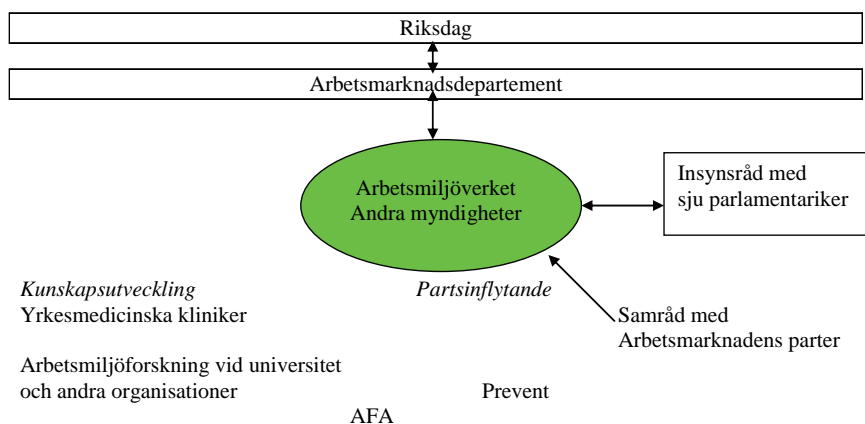 Riksdag
Arbetsmarknadsdepartement
Arbetsmiljöverket
Andra myndigheter
Insynsråd med
sju parlamentariker
Kunskapsutveckling
Yrkesmedicinska kliniker
Partsinflytande
Samråd med
Arbetsmarknadens parter
Arbetsmiljöforskning vid universitet
och andra organisationer
Prevent
AFA